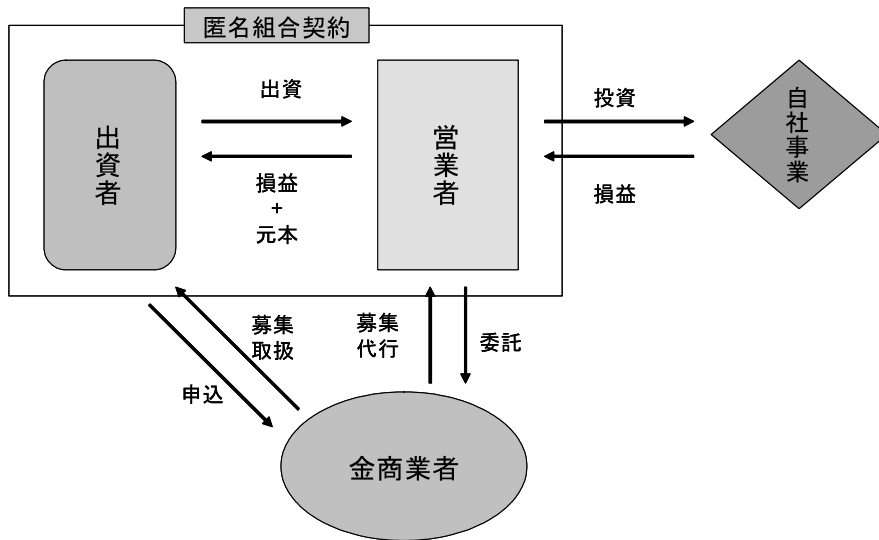 匿名組合契約
出資者
出資
損益
+
元本
営業者
投資
損益
自社事業
募集
取扱
申込
募集
代行
委託
金商業者